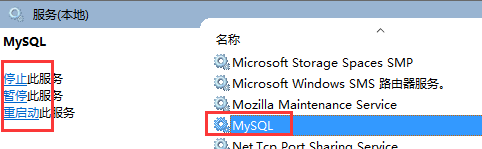 服务(本地)
MySQL
停止此服务
暂停此服务
重启动此服务
名称
Microsoft Storage Spaces SMP
Microsoft Windows SMS 路由器服务。
Mozilla Maintenance Service
MySQL
Net.Tcp Port Sharing Service